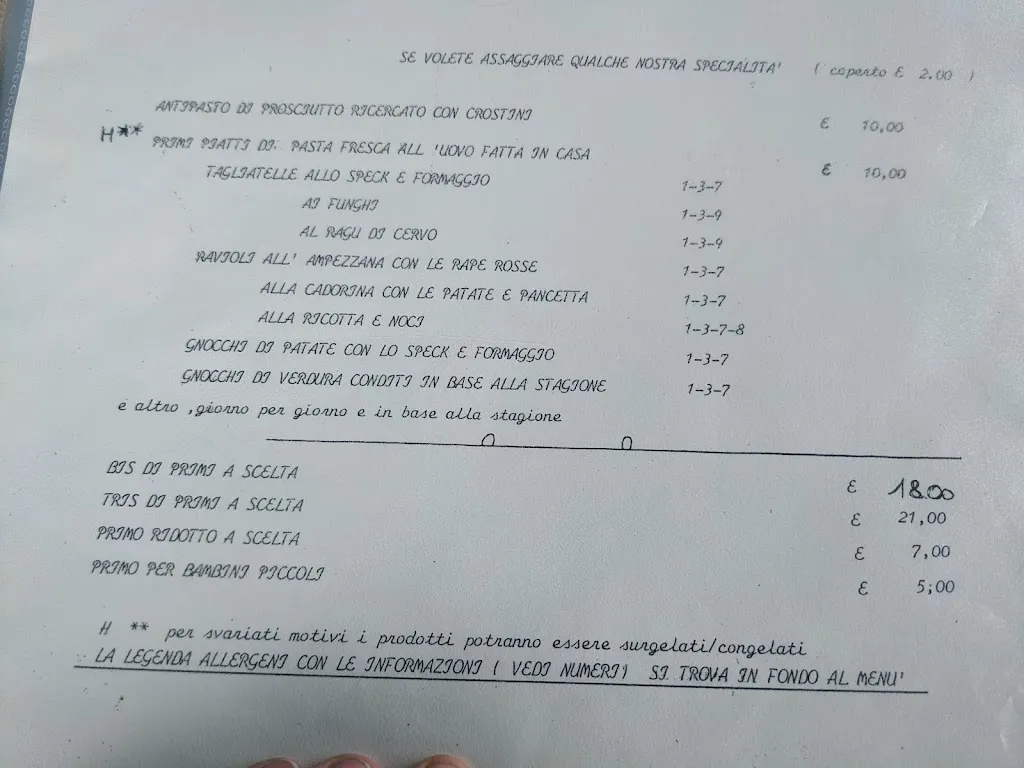 SE VOLETE ASSAGGIARE QUALCHE NOSTRA SPECIALITA' ( coperto £ 2.00 )
ANTIPASTO DI PROSCIUTTO RICERCATO CON CROSTINI £ 10,00
H** PRIMI PIATTI DI: PASTA FRESCA ALL 'UOVO FATTA IN CASA £ 10,00
TAGLIATELLE ALLO SPECK E FORMAGGIO 1-3-7
AI FUNGHI 1-3-9
AL RAGU DI CERVO 1-3-9
RAVIOLI ALL' AMPEZZANA CON LE RAPE ROSSE 1-3-7
ALLA CADORINA CON LE PATATE E PANCETTA 1-3-7
ALLA RICOTTA E NOCI 1-3-7-8
GNOCCHI DI PATATE CON LO SPECK E FORMAGGIO 1-3-7
GNOCCHI DI VERDURA CONDITI IN BASE ALLA STAGIONE 1-3-7
e altro ,giorno per giorno e in base alla stagione
BIS DI PRIMI A SCELTA £ 18.00
TRIS DI PRIMI A SCELTA £ 21,00
PRIMO RIDOTTO A SCELTA £ 7,00
PRIMO PER BAMBINI PICCOLI £ 5;00
H ** per svariati motivi i prodotti potranno essere surgelati/congelati
LA LEGENDA ALLERGENI CON LE INFORMAZIONI ( VEDI NUMERI) SI TROVA IN FONDO AL MENU'